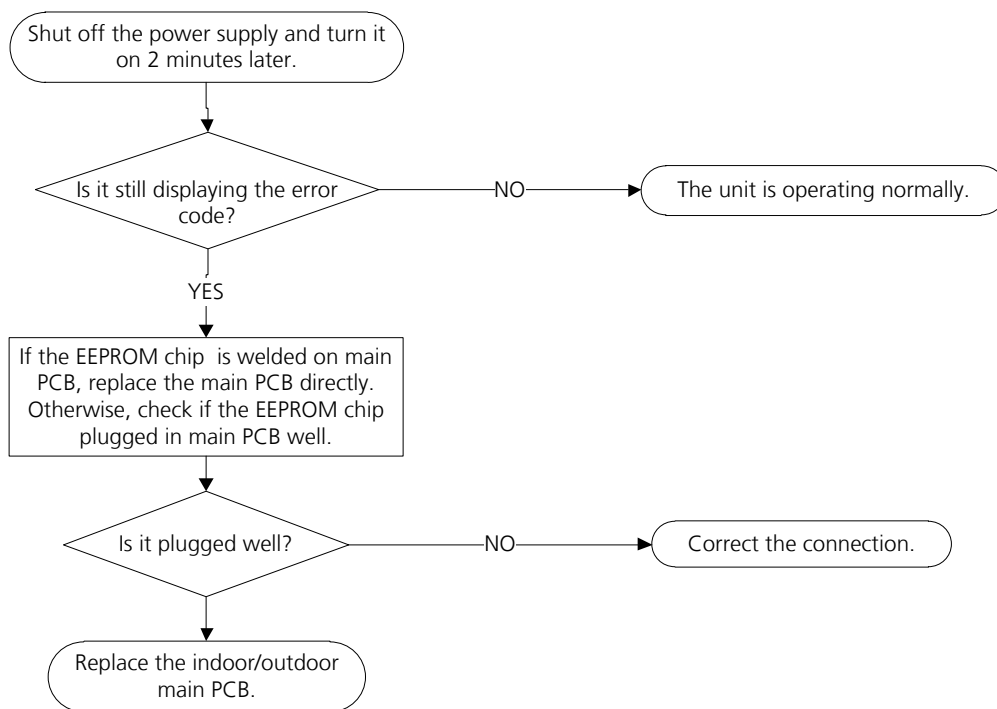 Shut off the power supply and turn it
on 2 minutes later.
Is it still displaying the error
code?
NO
The unit is operating normally.
YES
If the EEPROM chip  is welded on main
PCB, replace the main PCB directly.
Otherwise, check if the EEPROM chip
plugged in main PCB well.
Is it plugged well?
NO
Correct the connection.
Replace the indoor/outdoor
main PCB.